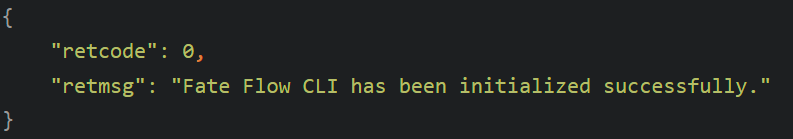 {
    "retcode": 0,
    "retmsg": "Fate Flow CLI has been initialized successfully."
}